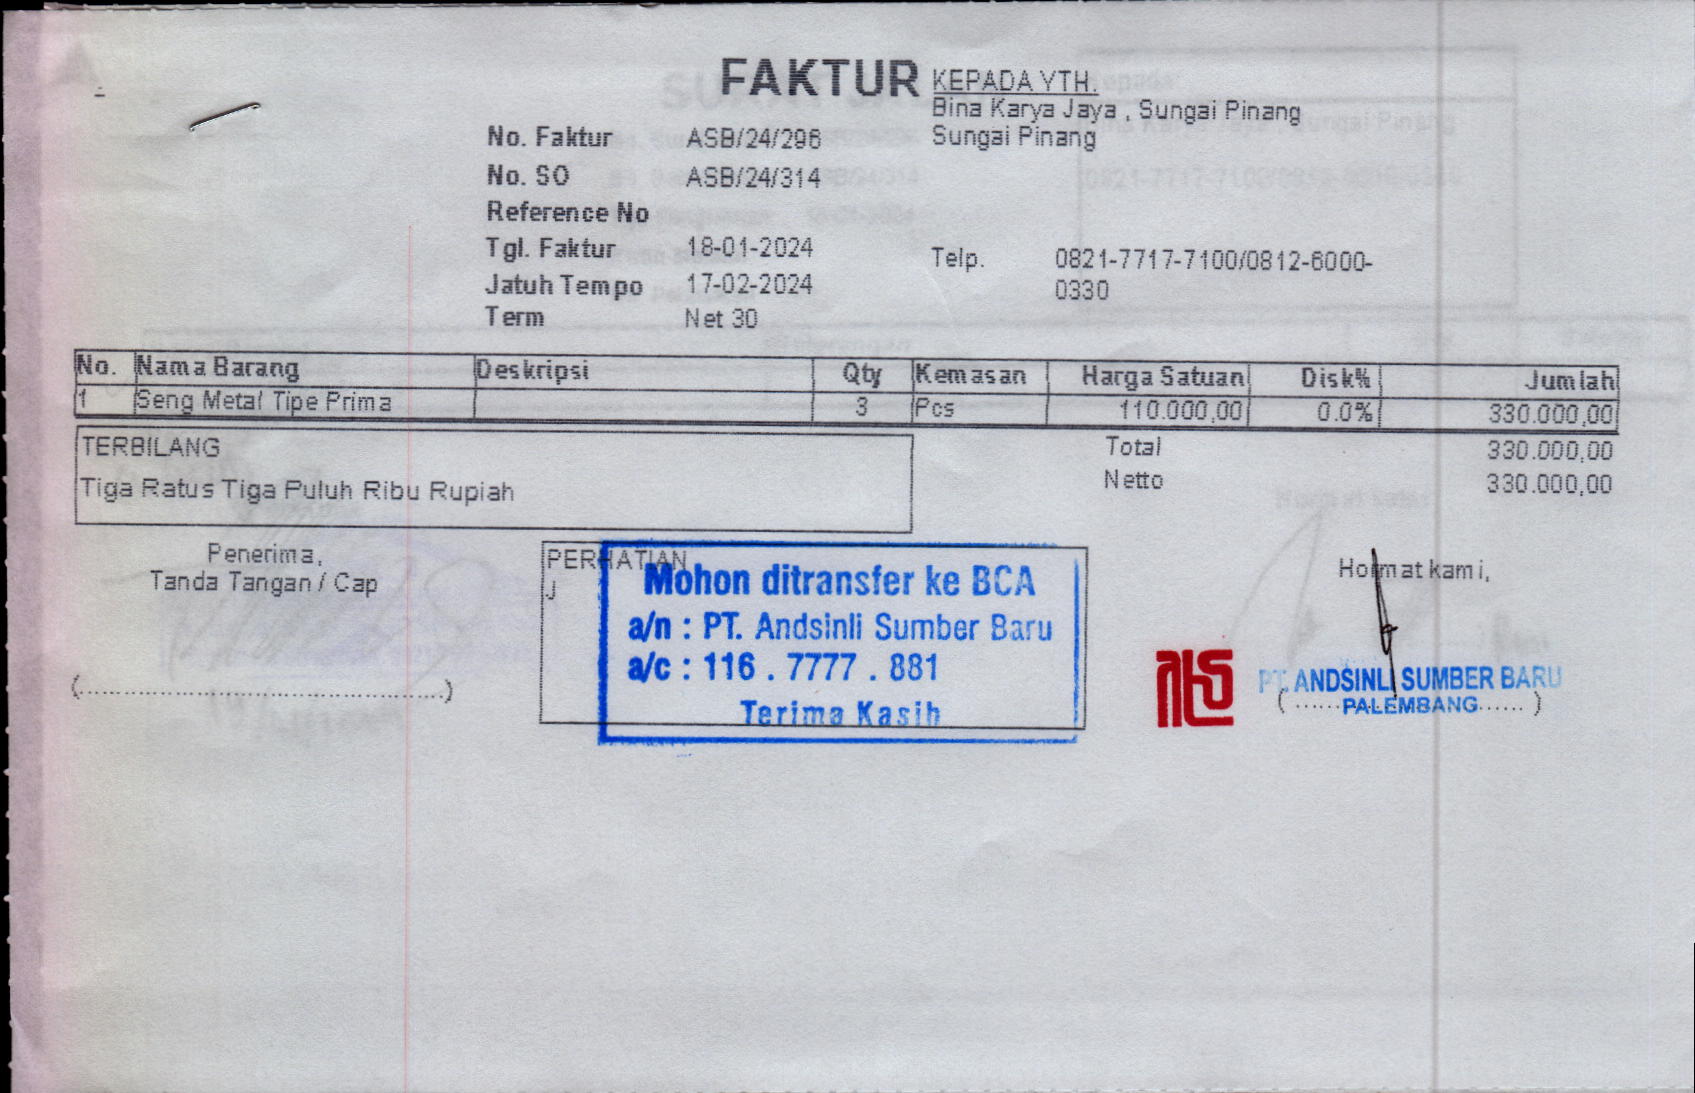 FAKTUR
KEPADA YTH.
Bina Karya Jaya , Sungai Pinang
Sungai Pinang
No. Faktur ASB/24/296
No. SO ASB/24/314
Reference No
Tgl. Faktur 18-01-2024
Jatuh Tempo 17-02-2024
Term Net 30
Telp. 0821-7717-7100/0812-6000-
0330
No. Nama Barang Deskripsi Qty Kemasan Harga Satuan Disk% Jumlah
1 Seng Metal Tipe Prima 3 Pcs 110.000,00 0.0% 330.000,00
TERBILANG
Tiga Ratus Tiga Puluh Ribu Rupiah
Total 330.000,00
Netto 330.000,00
Penerima,
Tanda Tangan / Cap
(..................................................)
PERHATIAN
J
Mohon ditransfer ke BCA
a/n : PT. Andsinli Sumber Baru
a/c : 116 . 7777 . 881
Terima Kasih
Hormat kami,
PT. ANDSINLI SUMBER BARU
PALEMBANG